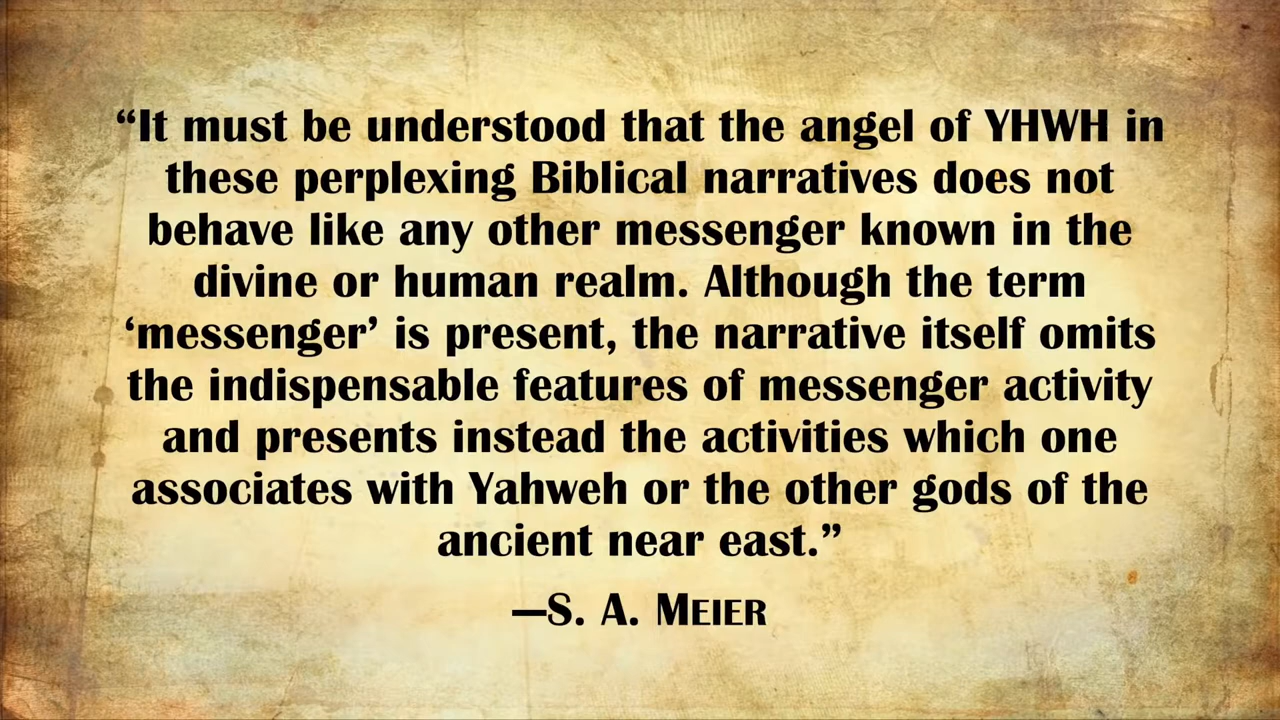 “It must be understood that the angel of YHWH in
these perplexing Biblical narratives does not
behave like any other messenger known in the
divine or human realm. Although the term
‘messenger’ is present, the narrative itself omits
the indispensable features of messenger activity
and presents instead the activities which one
associates with Yahweh or the other gods of the
ancient near east.”
—S. A. MEIER